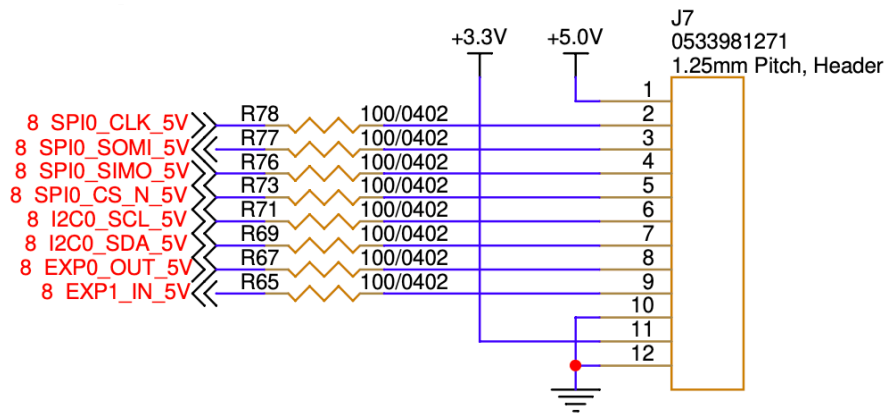 J7
0533981271
1.25mm Pitch, Header
+3.3V +5.0V
1
8 SPI0_CLK_5V R78 100/0402 2
8 SPI0_SOMI_5V R77 100/0402 3
8 SPI0_SIMO_5V R76 100/0402 4
8 SPI0_CS_N_5V R73 100/0402 5
8 I2C0_SCL_5V R71 100/0402 6
8 I2C0_SDA_5V R69 100/0402 7
8 EXP0_OUT_5V R67 100/0402 8
8 EXP1_IN_5V R65 100/0402 9
10
11
12